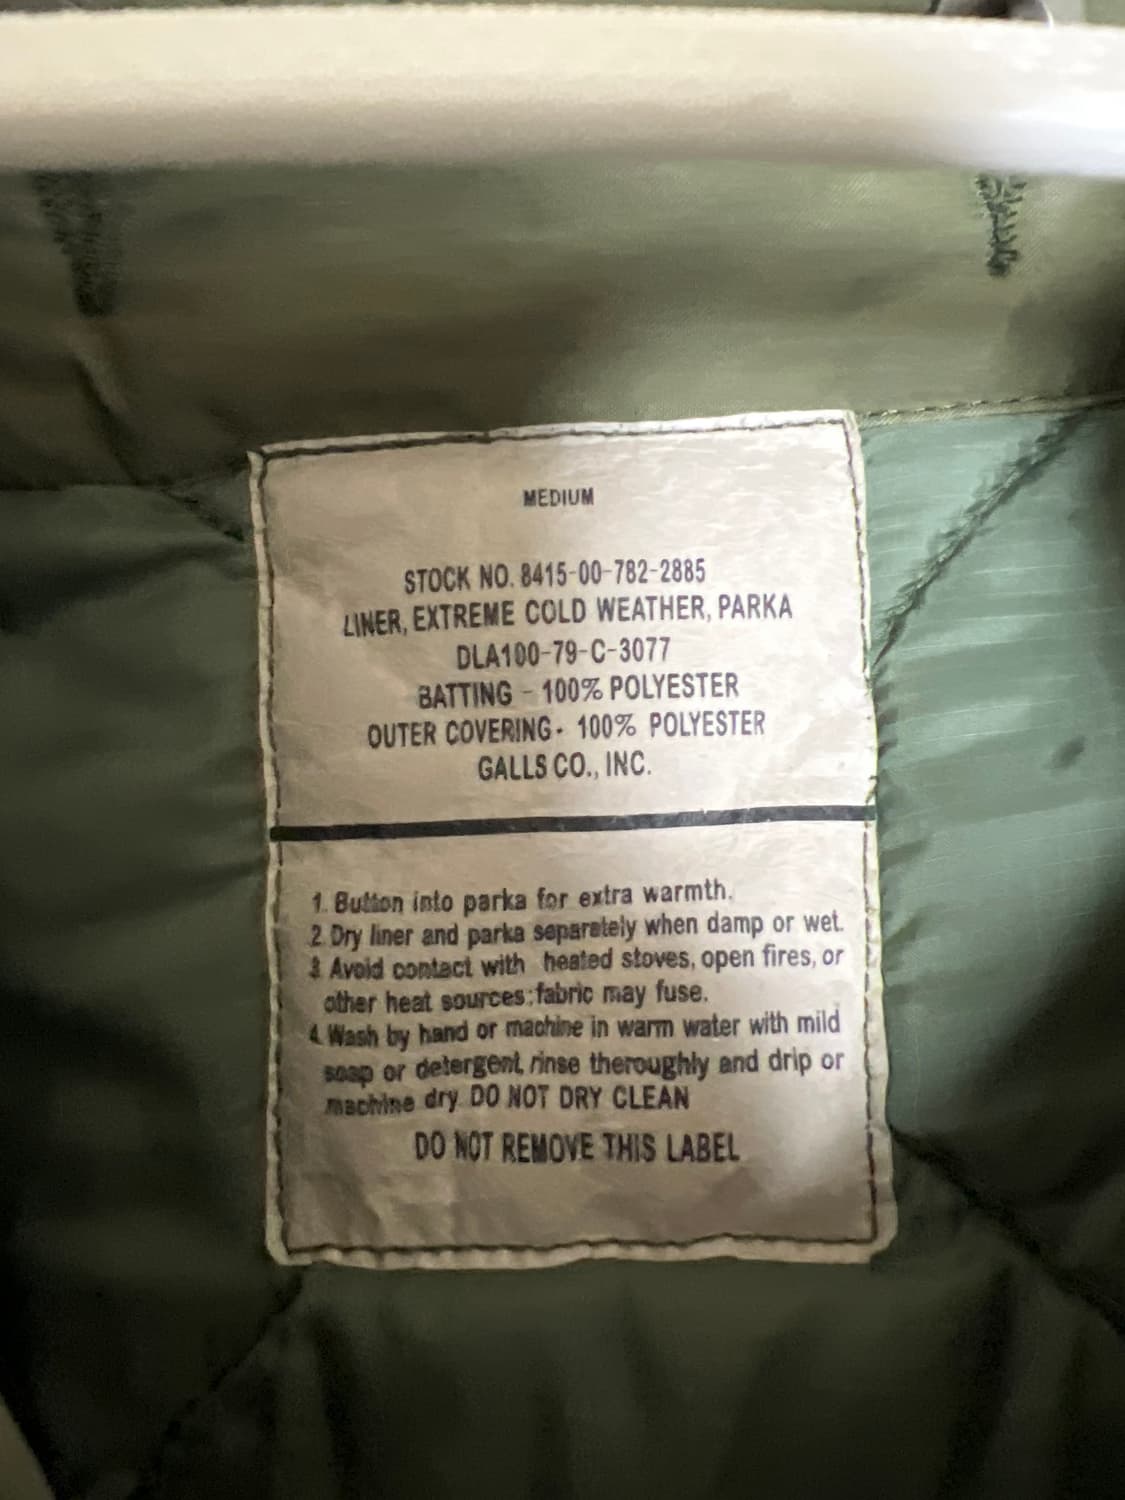 MEDIUM
STOCK NO. 8415-00-782-2885
LINER, EXTREME COLD WEATHER, PARKA
DLA100-79-C-3077
BATTING - 100% POLYESTER
OUTER COVERING- 100% POLYESTER
GALLS CO., INC.
1. Button into parka for extra warmth.
2. Dry liner and parka separately when damp or wet.
3. Avoid contact with heated stoves, open fires, or
other heat sources; fabric may fuse.
4. Wash by hand or machine in warm water with mild
soap or detergent, rinse theroughly and drip or
machine dry. DO NOT DRY CLEAN
DO NOT REMOVE THIS LABEL